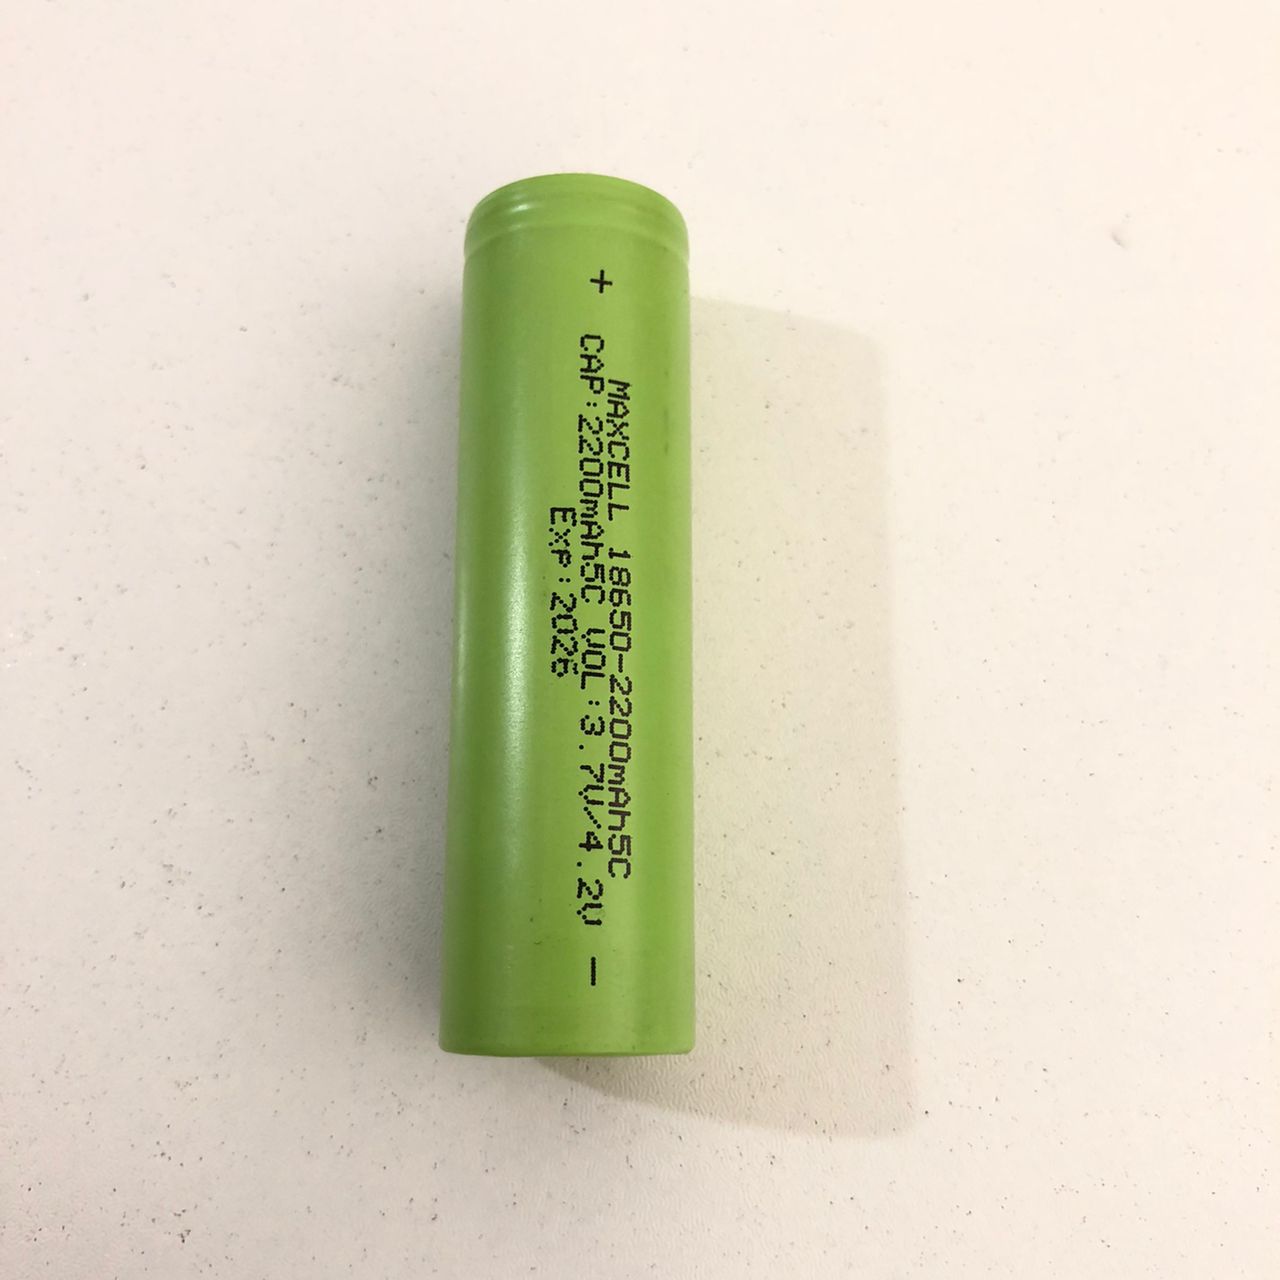 +
MAXCELL 18650-2200mAh5C
CAP:2200mAh5C VOL:3.7V/4.2V
Exp:2026
-